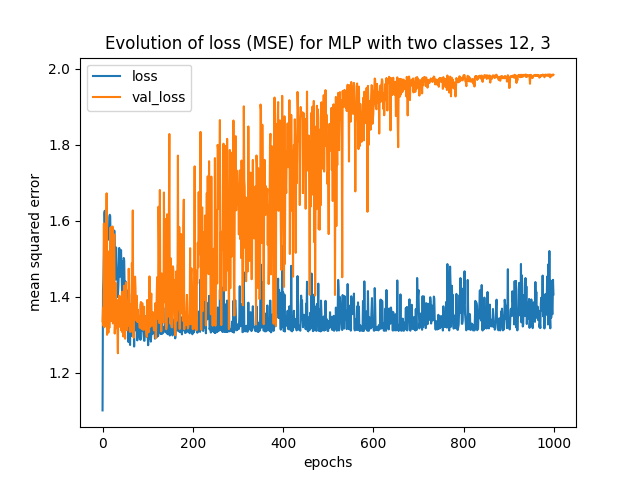 Evolution of loss (MSE) for MLP with two classes 12, 3
loss
val_loss
mean squared error
2.0
1.8
1.6
1.4
1.2
0 200 400 600 800 1000
epochs